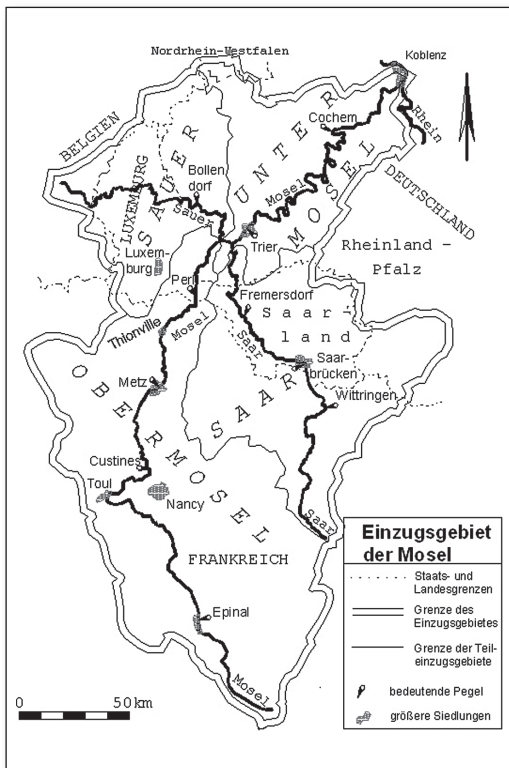 Nordrhein-Westfalen
Koblenz
Rhein
BELGIEN
Cochem
UNTER
MOSEL
DEUTSCHLAND
Bollen
dorf
SAUER
LUXEMBURG
Mosel
Sauer
Trier
Luxem-
burg
Rheinland -
Pfalz
Perl
Fremersdorf
Saar-
land
Thionville
Mosel
Saar
Saar-
brücken
Metz
Wittringen
OBERMOSEL
SAAR
Custines
Toul
Nancy
Saar
FRANKREICH
Epinal
Mosel
0 50km
Einzugsgebiet
der Mosel
Staats- und
Landesgrenzen
Grenze des
Einzugsgebietes
Grenze der Teil-
einzugsgebiete
bedeutende Pegel
größere Siedlungen